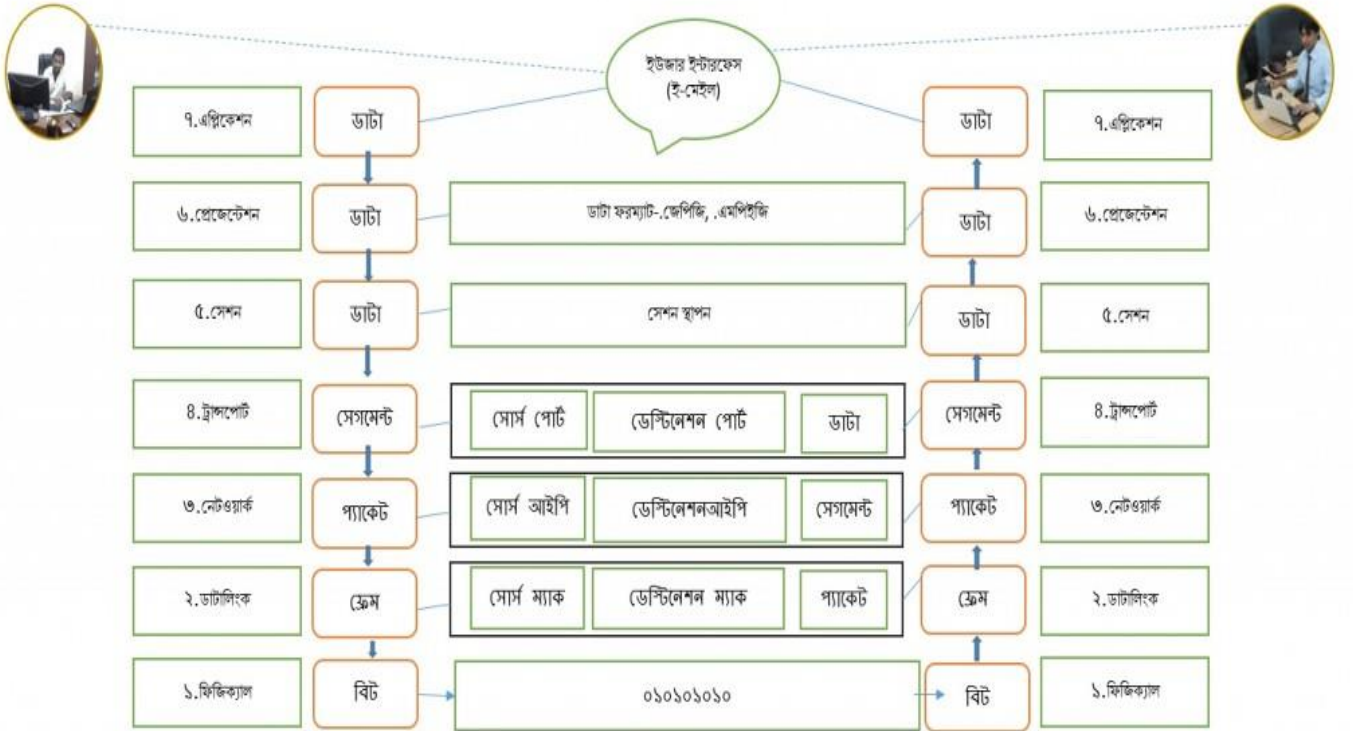 ইউজার ইন্টারফেস
(ই-মেইল)
৭.এপ্লিকেশন ডাটা ডাটা ৭.এপ্লিকেশন
৬.প্রেজেন্টেশন ডাটা ডাটা ফরম্যাট-.জেপিজি, .এমপিইজি ডাটা ৬.প্রেজেন্টেশন
৫.সেশন ডাটা সেশন স্থাপন ডাটা ৫.সেশন
৪.ট্রান্সপোর্ট সেগমেন্ট সোর্স পোর্ট ডেস্টিনেশন পোর্ট ডাটা সেগমেন্ট ৪.ট্রান্সপোর্ট
৩.নেটওয়ার্ক প্যাকেট সোর্স আইপি ডেস্টিনেশনআইপি সেগমেন্ট প্যাকেট ৩.নেটওয়ার্ক
২.ডাটালিংক ফ্রেম সোর্স ম্যাক ডেস্টিনেশন ম্যাক প্যাকেট ফ্রেম ২.ডাটালিংক
১.ফিজিক্যাল বিট ০১০১০১০১০ বিট ১.ফিজিক্যাল